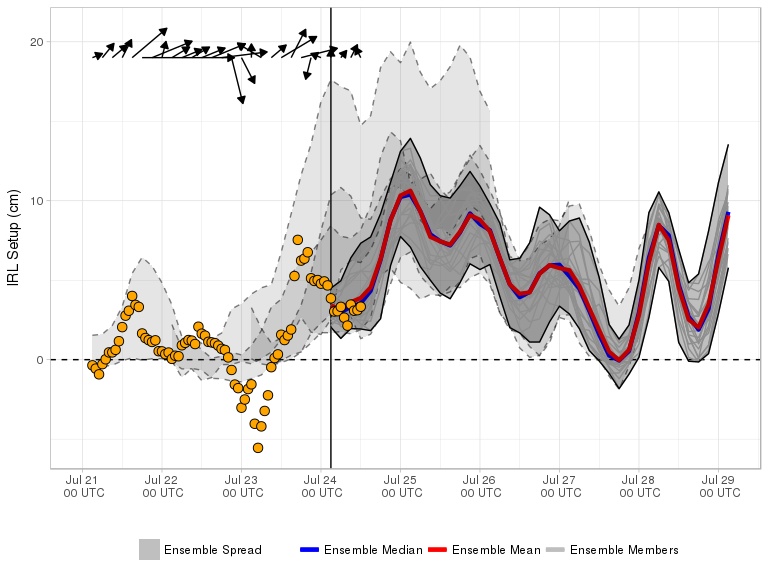 20
10
0
IRL Setup (cm)
Jul 21 Jul 22 Jul 23 Jul 24 Jul 25 Jul 26 Jul 27 Jul 28 Jul 29
00 UTC 00 UTC 00 UTC 00 UTC 00 UTC 00 UTC 00 UTC 00 UTC 00 UTC
Ensemble Spread Ensemble Median Ensemble Mean Ensemble Members